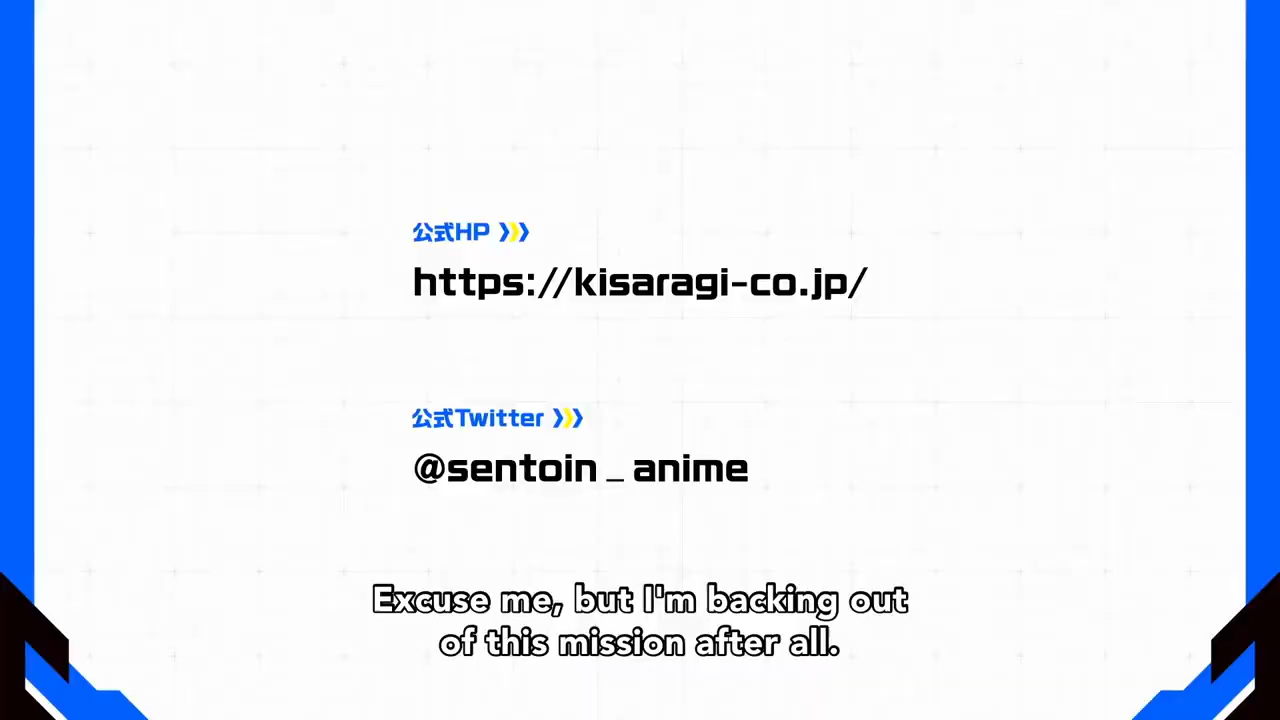 公式HP
https://kisaragi-co.jp/
公式Twitter
@sentoin_anime
Excuse me, but I'm backing out
of this mission after all.